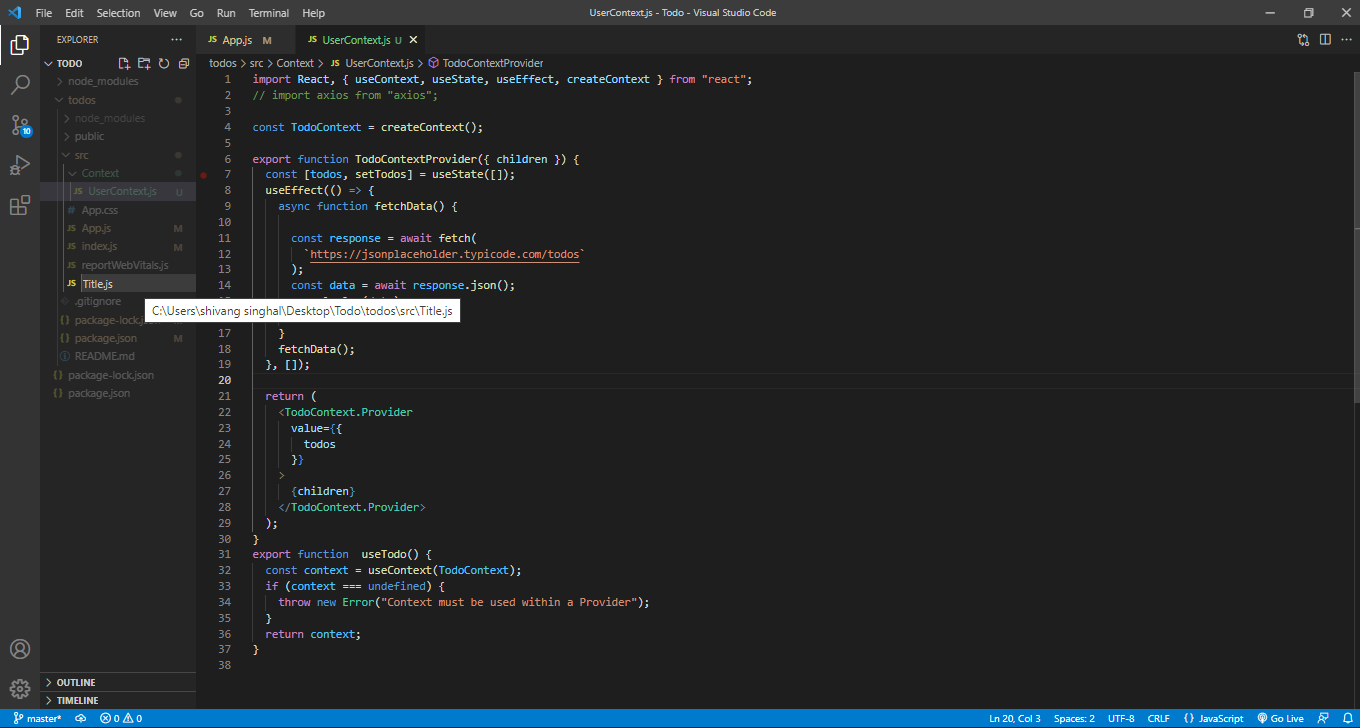 File Edit Selection View Go Run Terminal Help
UserContext.js - Todo - Visual Studio Code
EXPLORER
TODO
node_modules
todos
node_modules
public
src
Context
UserContext.js U
App.css
App.js M
index.js M
reportWebVitals.js
Title.js
.gitignore
package-lock.j
package.json M
README.md
package-lock.json
package.json
OUTLINE
TIMELINE
10
C:\Users\shivang singhal\Desktop\Todo\todos\src\Title.js
JS App.js M
JS UserContext.js U
todos > src > Context > JS UserContext.js > TodoContextProvider
1 import React, { useContext, useState, useEffect, createContext } from "react";
2 // import axios from "axios";
3
4 const TodoContext = createContext();
5
6 export function TodoContextProvider({ children }) {
7 const [todos, setTodos] = useState([]);
8 useEffect(() => {
9 async function fetchData() {
10
11 const response = await fetch(
12 `https://jsonplaceholder.typicode.com/todos`
13 );
14 const data = await response.json();
17 }
18 fetchData();
19 }, []);
20
21 return (
22 <TodoContext.Provider
23 value={{
24 todos
25 }}
26 >
27 {children}
28 </TodoContext.Provider>
29 );
30 }
31 export function  useTodo() {
32 const context = useContext(TodoContext);
33 if (context === undefined) {
34 throw new Error("Context must be used within a Provider");
35 }
36 return context;
37 }
38
master* 0 0 Ln 20, Col 3 Spaces: 2 UTF-8 CRLF {} JavaScript Go Live